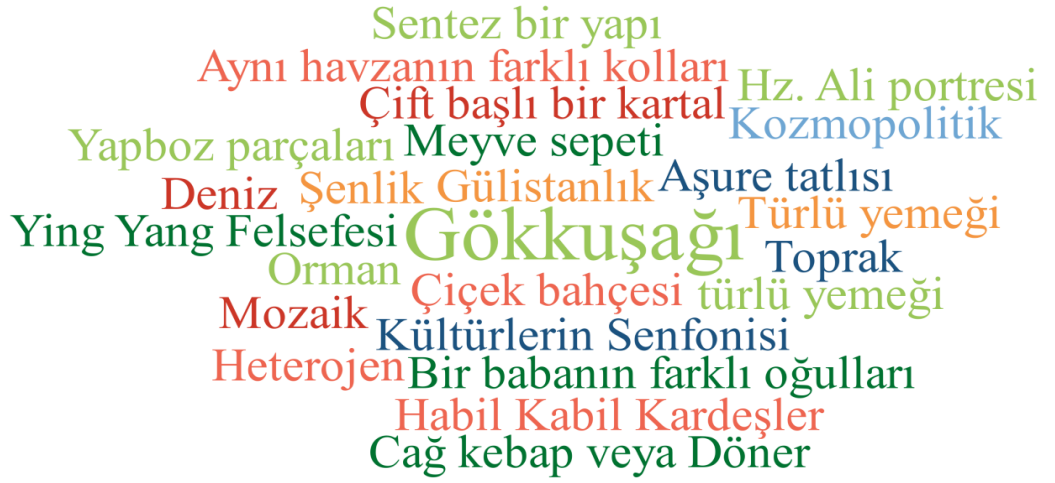 Sentez bir yapı
Aynı havzanın farklı kolları
Hz. Ali portresi
Çift başlı bir kartal
Kozmopolitik
Yapboz parçaları
Meyve sepeti
Aşure tatlısı
Deniz
Şenlik Gülistanlık
Türlü yemeği
Ying Yang Felsefesi
Gökkuşağı
Toprak
Orman
Çiçek bahçesi
türlü yemeği
Mozaik
Kültürlerin Senfonisi
Heterojen
Bir babanın farklı oğulları
Habil Kabil Kardeşler
Cağ kebap veya Döner